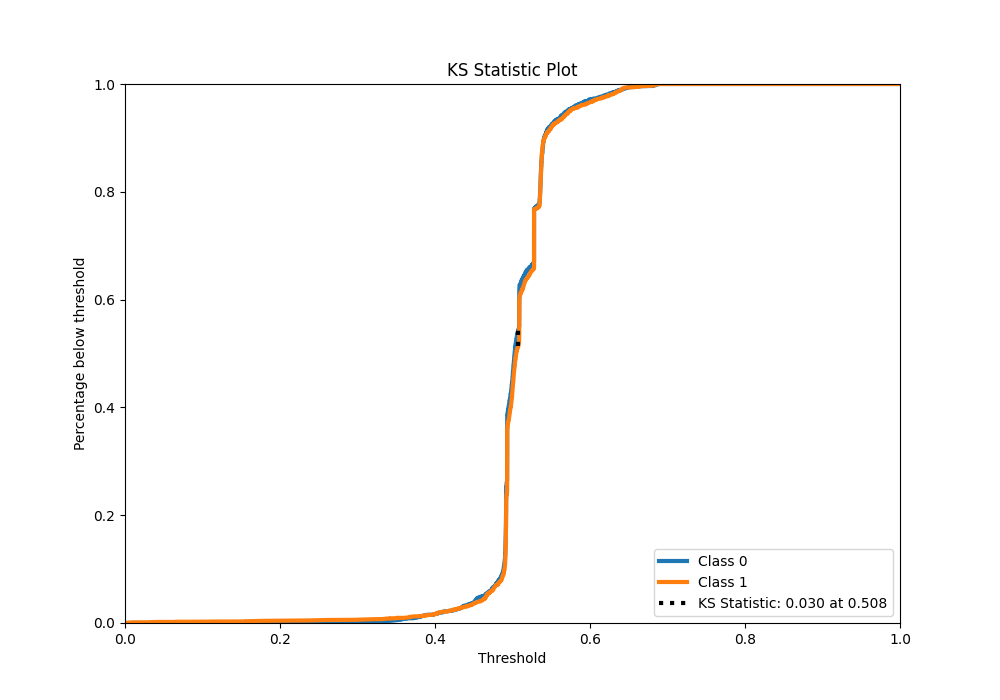 KS Statistic Plot
1.0
0.8
0.6
0.4
0.2
0.0
Percentage below threshold
0.0 0.2 0.4 0.6 0.8 1.0
Threshold
Class 0
Class 1
KS Statistic: 0.030 at 0.508